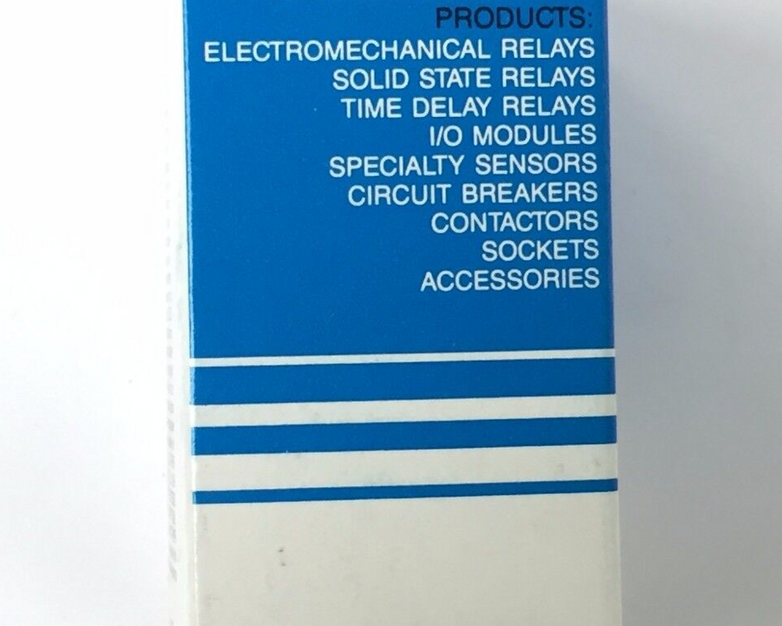 PRODUCTS:
ELECTROMECHANICAL RELAYS
SOLID STATE RELAYS
TIME DELAY RELAYS
I/O MODULES
SPECIALTY SENSORS
CIRCUIT BREAKERS
CONTACTORS
SOCKETS
ACCESSORIES